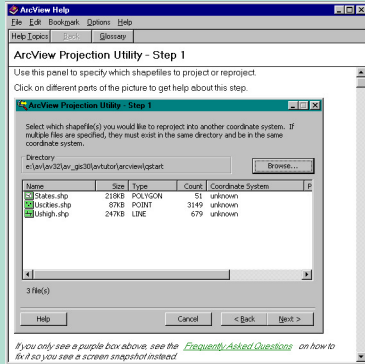 ArcView Help
File Edit Bookmark Options Help
Help Topics Back Glossary
ArcView Projection Utility - Step 1
Use this panel to specify which shapefiles to project or reproject.
Click on different parts of the picture to get help about this step.
ArcView Projection Utility - Step 1
Select which shapefile(s) you would like to reproject into another coordinate system. If
multiple files are specified, they must exist in the same directory and be in the same
coordinate system.
Directory
e:\av\av32\av_gis30\avtutor\arcview\qstart
Browse...
Name Size Type Count Coordinate System P
States.shp 218KB POLYGON 51 unknown
Uscities.shp 87KB POINT 3149 unknown
Ushigh.shp 247KB LINE 679 unknown
3 file(s)
Help Cancel < Back Next >
If you only see a purple box above, see the Frequently Asked Questions on how to
fix it so you see a screen snapshot instead.